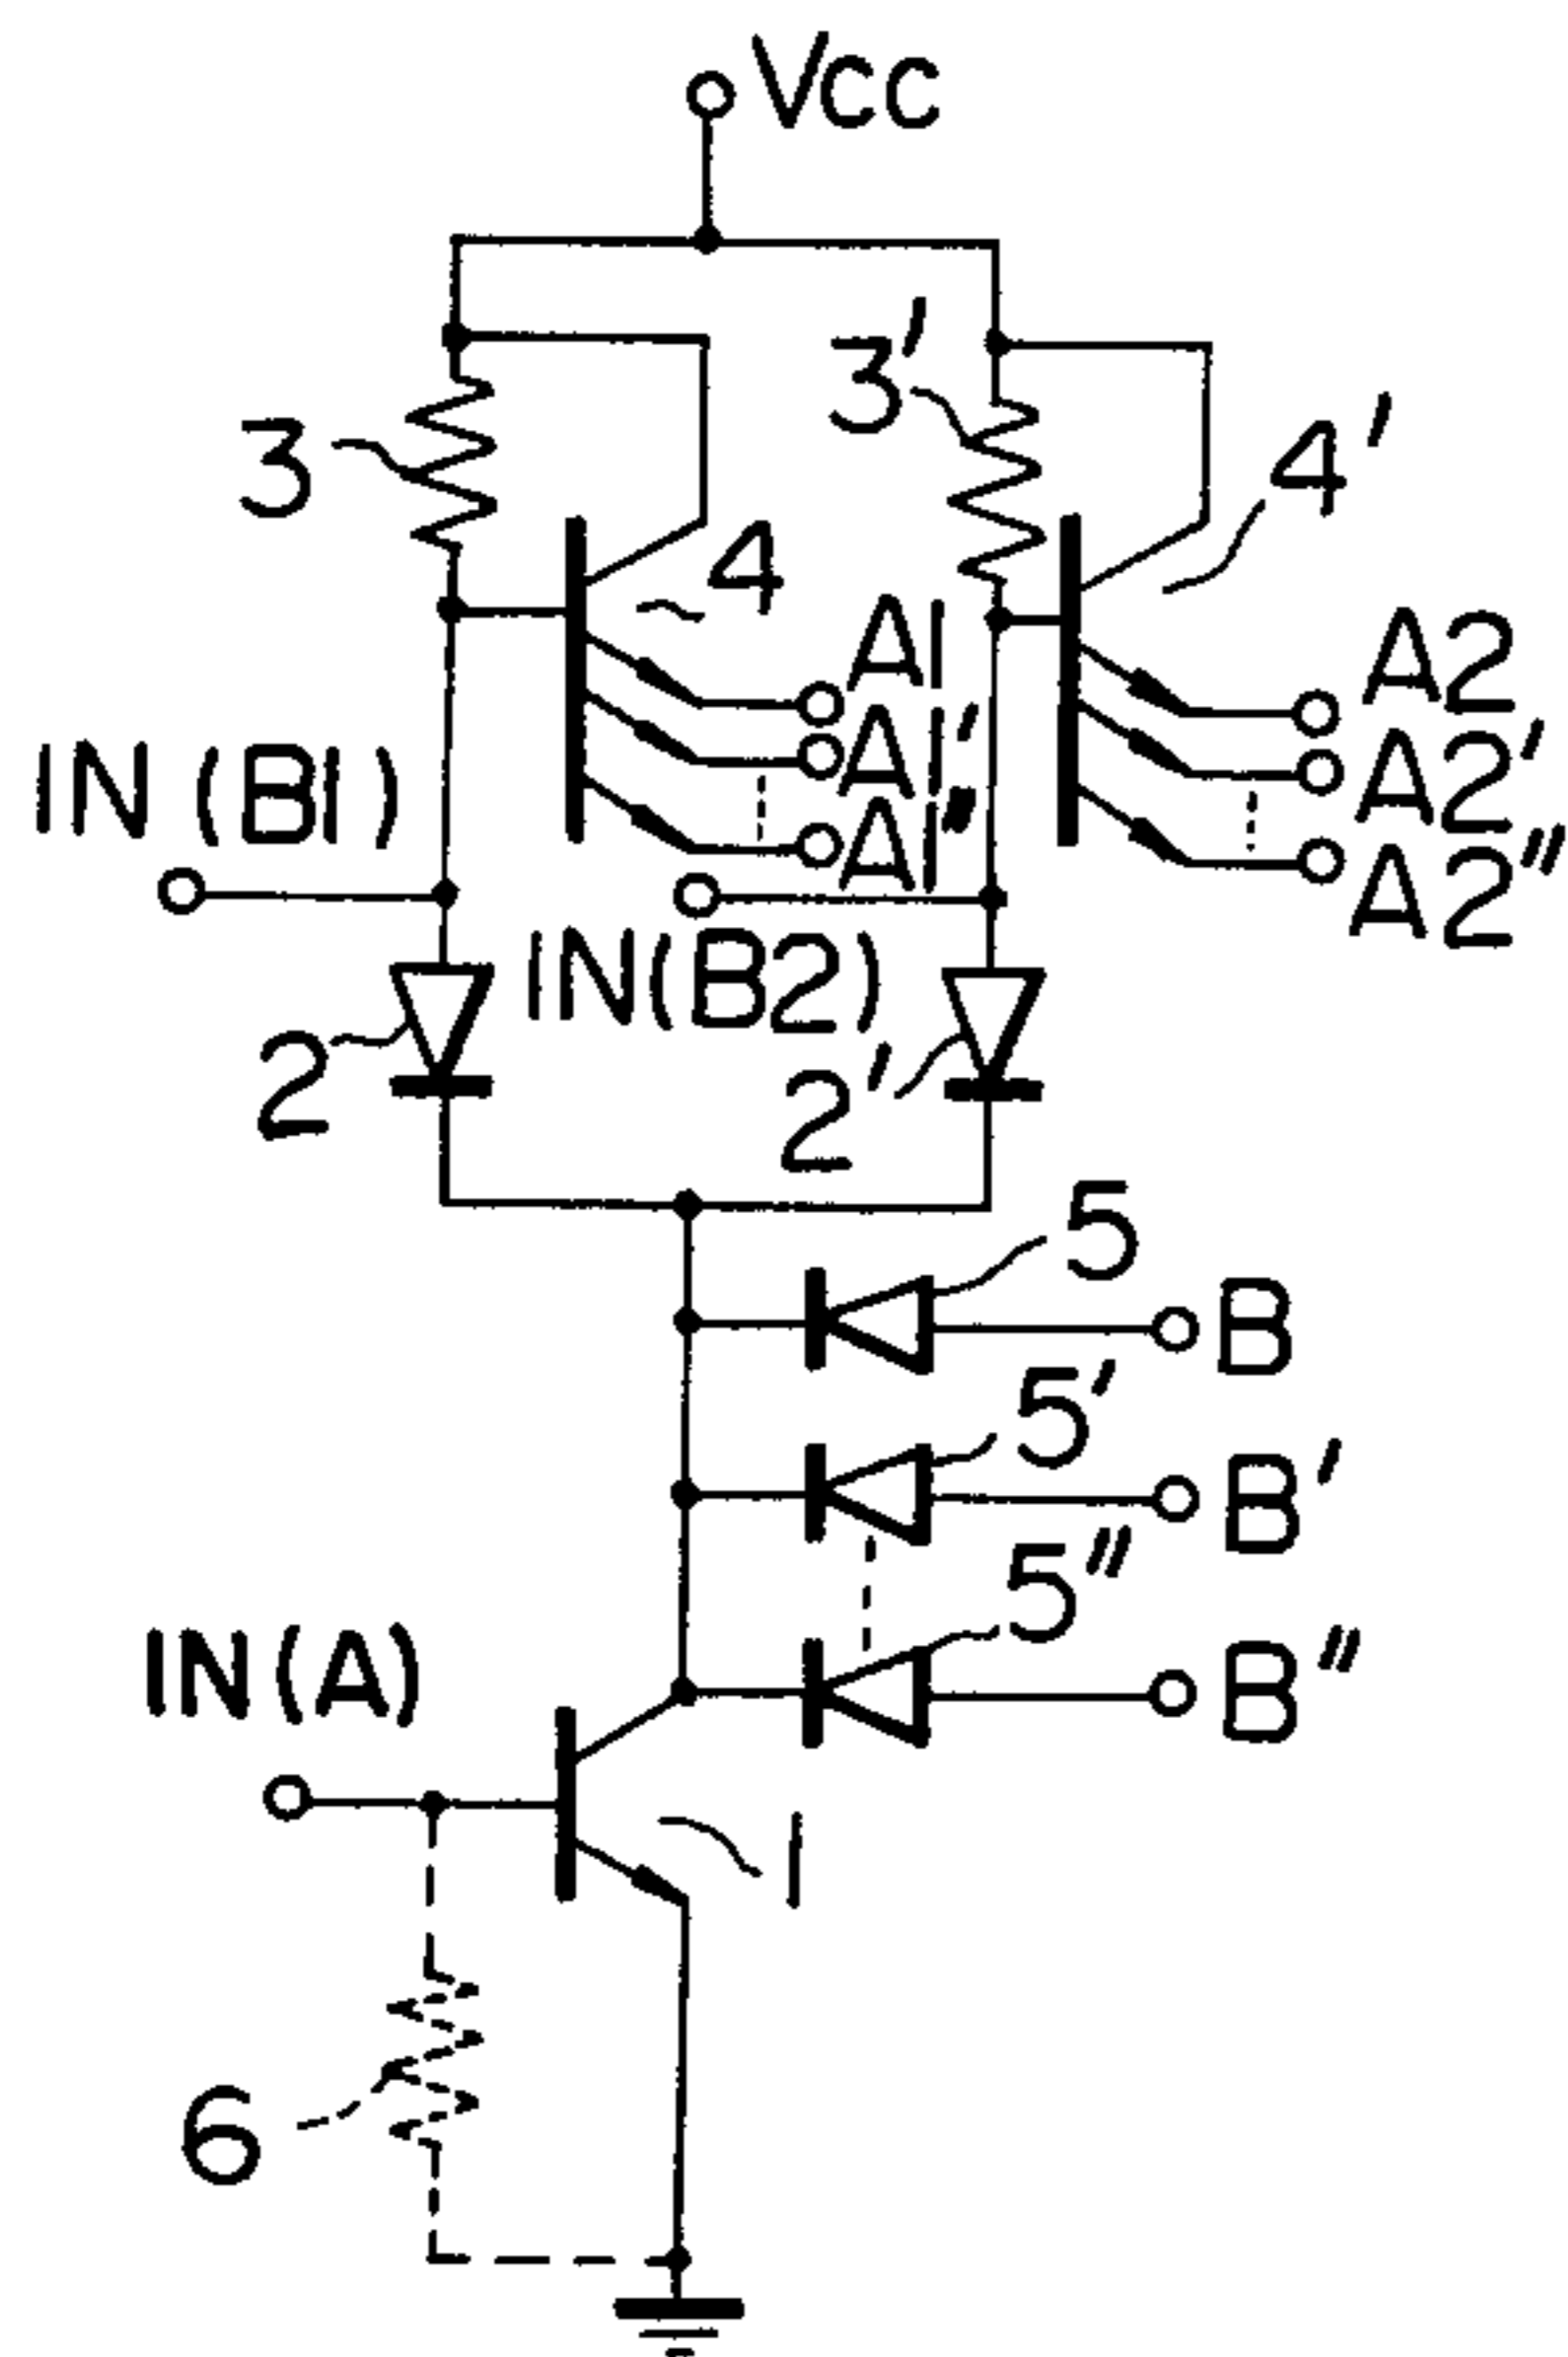 Vcc
3
3'
4'
4
A1
A1'
A1"
A2
A2'
A2"
IN (B1)
IN(B2)
2
2'
5
B
5'
B'
5"
B"
IN(A)
1
6